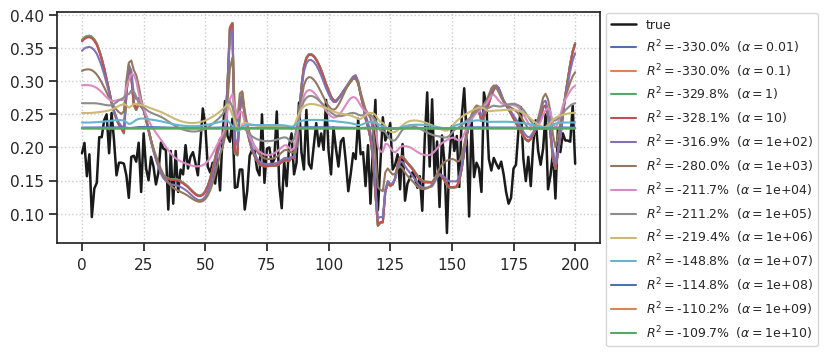 0.40
0.35
0.30
0.25
0.20
0.15
0.10
0 25 50 75 100 125 150 175 200
true
R² = -330.0% (α = 0.01)
R² = -330.0% (α = 0.1)
R² = -329.8% (α = 1)
R² = -328.1% (α = 10)
R² = -316.9% (α = 1e+02)
R² = -280.0% (α = 1e+03)
R² = -211.7% (α = 1e+04)
R² = -211.2% (α = 1e+05)
R² = -219.4% (α = 1e+06)
R² = -148.8% (α = 1e+07)
R² = -114.8% (α = 1e+08)
R² = -110.2% (α = 1e+09)
R² = -109.7% (α = 1e+10)